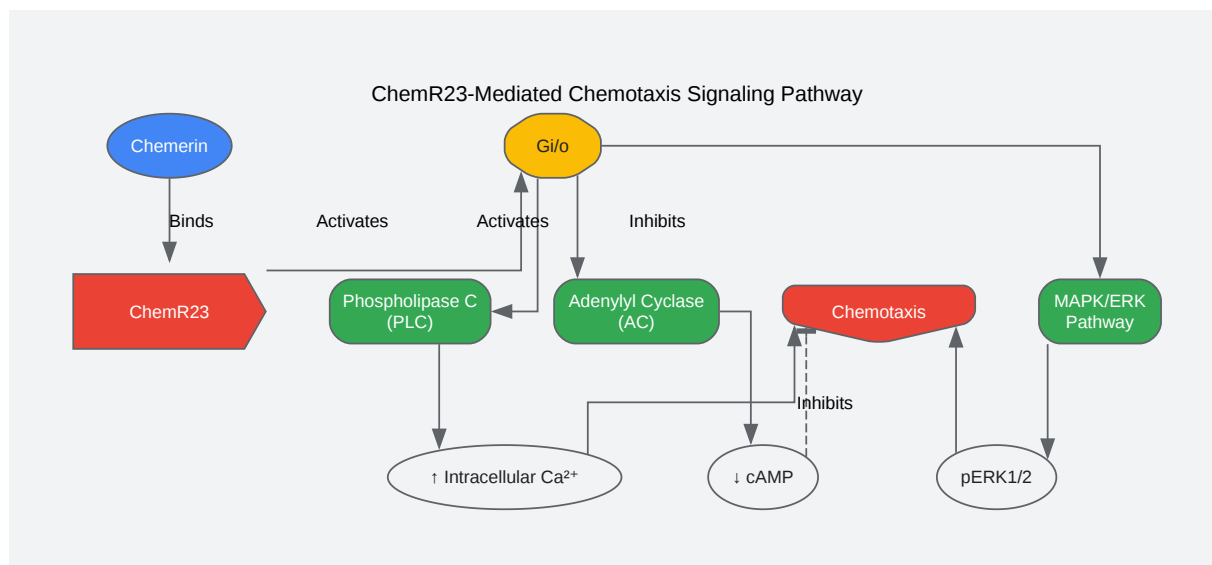 ChemR23-Mediated Chemotaxis Signaling Pathway
Chemerin
Gi/o
Binds
Activates
Activates
Inhibits
ChemR23
Phospholipase C
(PLC)
Adenylyl Cyclase
(AC)
Chemotaxis
MAPK/ERK
Pathway
Inhibits
↑ Intracellular Ca²⁺
↓ cAMP
pERK1/2